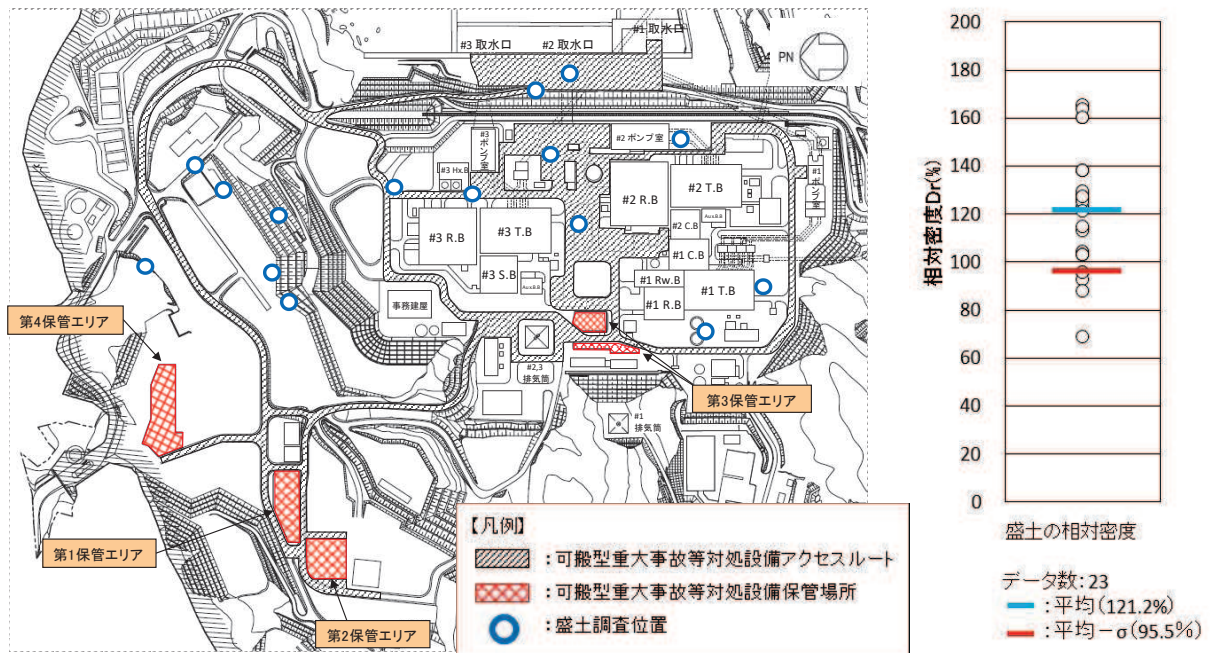 #3 取水口
#2 取水口
#1 取水口
PN
#3 ポンプ室
#2 ポンプ室
#1 ポンプ室
#3 Hx.B
#2 R.B
#2 T.B
#3 R.B
#3 T.B
#2 C.B
Aux.B.B
#1 C.B
#3 S.B
Aux.B.B
#1 Rw.B
#1 R.B
#1 T.B
事務建屋
第4保管エリア
#2,3
排気筒
第3保管エリア
#1
排気筒
第1保管エリア
第2保管エリア
【凡例】
:可搬型重大事故等対処設備アクセスルート
:可搬型重大事故等対処設備保管場所
:盛土調査位置
相対密度Dr(%)
200
180
160
140
120
100
80
60
40
20
0
盛土の相対密度
データ数:23
:平均(121.2%)
:平均−σ(95.5%)